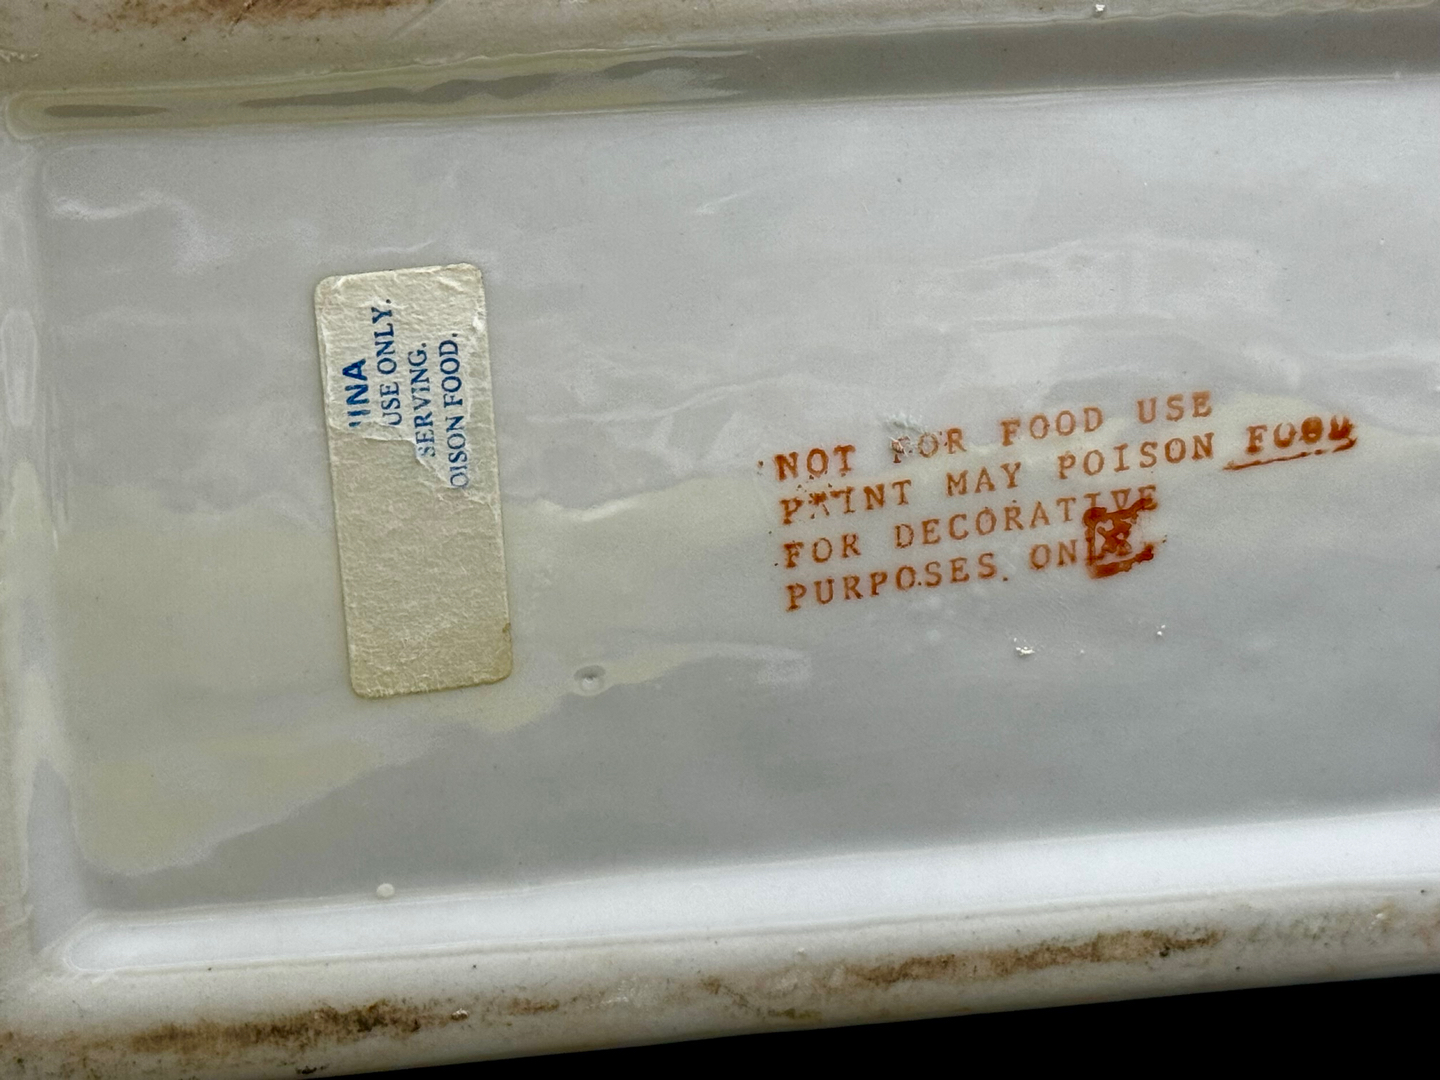 INA
USE ONLY.
SERVING.
OISON FOOD.
NOT FOR FOOD USE
PAINT MAY POISON FOOD
FOR DECORATIVE
PURPOSES ONLY.